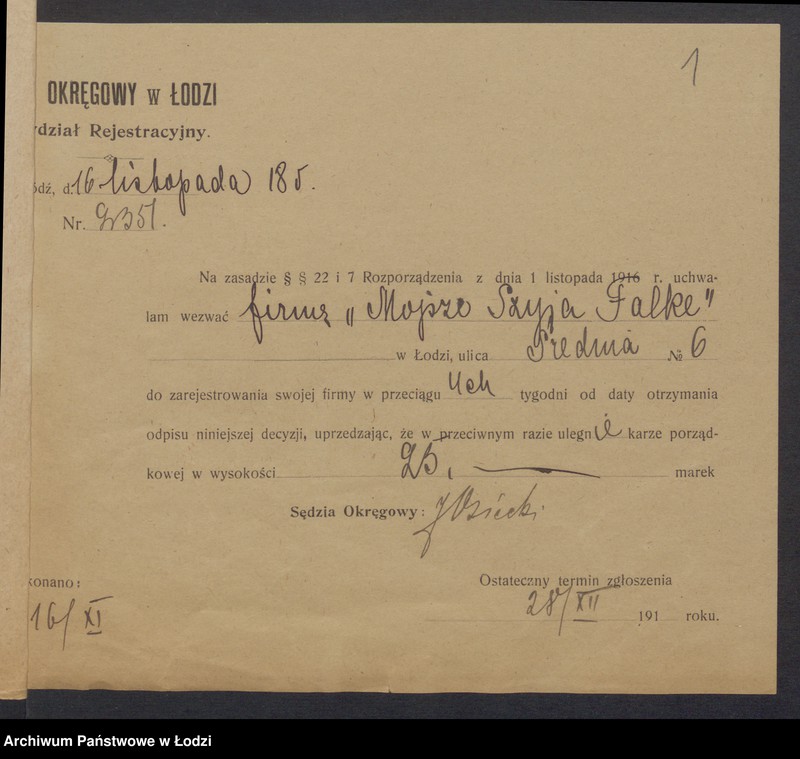 1
OKRĘGOWY w ŁODZI
dział Rejestracyjny.
ódź, d. 16 listopada 18 r.
Nr. 2351.
Na zasadzie § § 22 i 7 Rozporządzenia z dnia 1 listopada 1916 r. uchwa-
lam wezwać firmę „Mojsze Szyja Falke"
w Łodzi, ulica Średnia № 6
do zarejestrowania swojej firmy w przeciągu 4ch tygodni od daty otrzymania
odpisu niniejszej decyzji, uprzedzając, że w przeciwnym razie ulegnie karze porząd-
kowej w wysokości 25, — marek
Sędzia Okręgowy:
konano:
16/XI
Ostateczny termin zgłoszenia
28/XII 191 roku.
Archiwum Państwowe w Łodzi